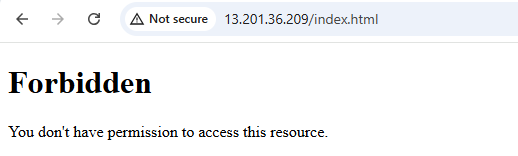 Not secure 13.201.36.209/index.html
Forbidden
You don't have permission to access this resource.